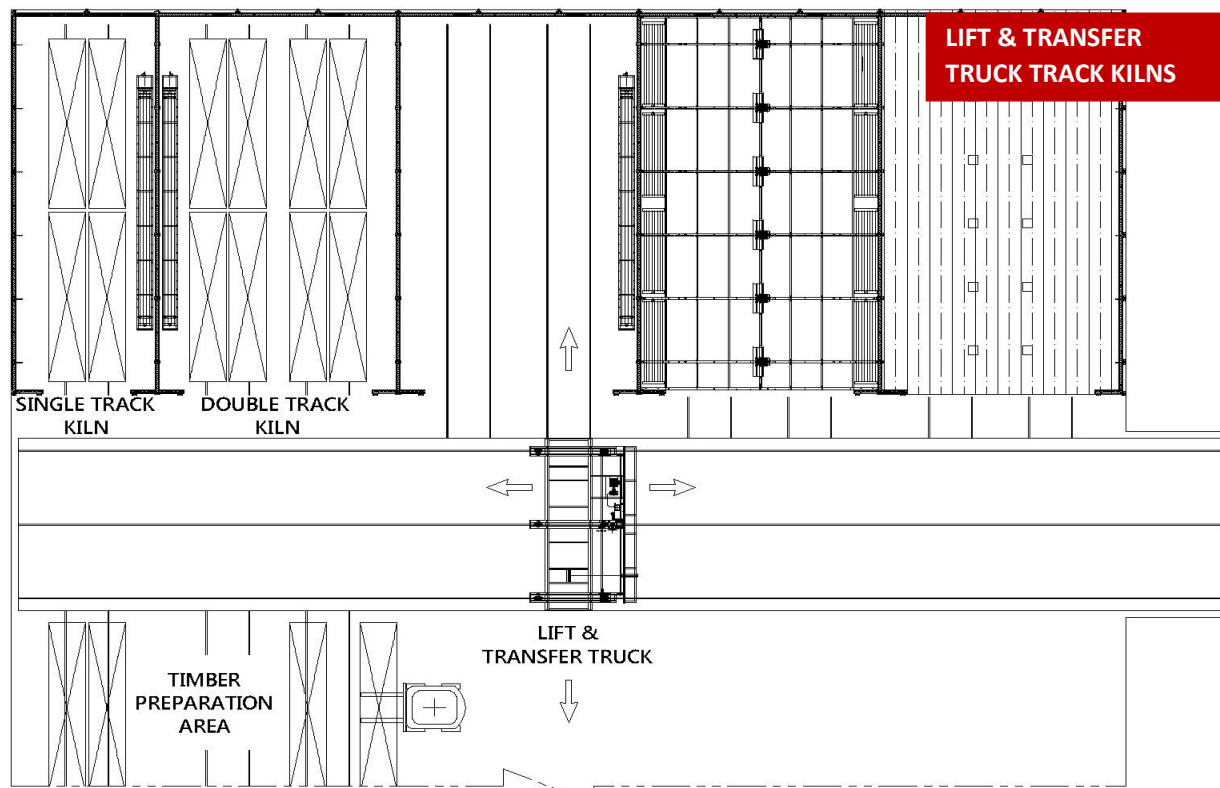 LIFT & TRANSFER
TRUCK TRACK KILNS
SINGLE TRACK
KILN
DOUBLE TRACK
KILN
LIFT &
TRANSFER TRUCK
TIMBER
PREPARATION
AREA